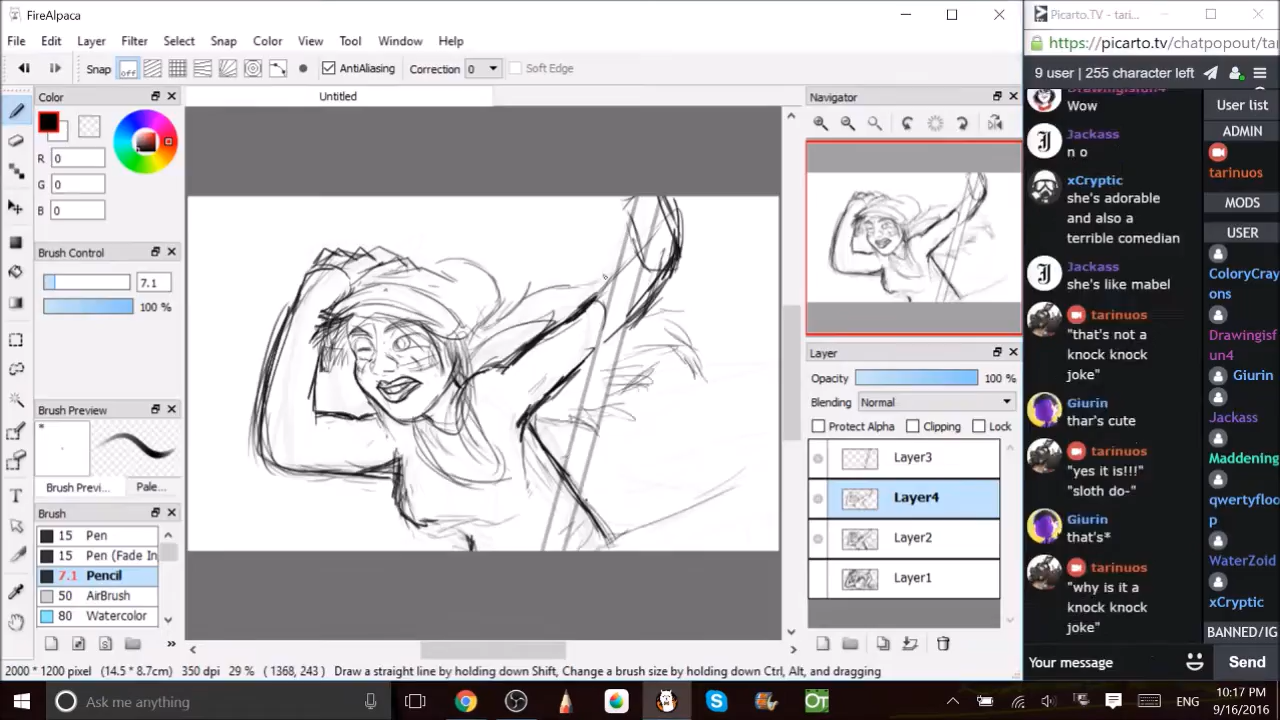 FireAlpaca
File Edit Layer Filter Select Snap Color View Tool Window Help
Snap off AntiAliasing Correction 0 Soft Edge
Color
R 0
G 0
B 0
Brush Control
7.1
100 %
Brush Preview
Brush Previ... Pale...
Brush
15 Pen
15 Pen (Fade In
7.1 Pencil
50 AirBrush
80 Watercolor
Untitled
Navigator
Layer
Opacity 100 %
Blending Normal
Protect Alpha Clipping Lock
Layer3
Layer4
Layer2
Layer1
2000 * 1200 pixel (14.5 * 8.7cm) 350 dpi 29 % ( 1368, 243 ) Draw a straight line by holding down Shift, Change a brush size by holding down Ctrl, Alt, and dragging
Picarto.TV - tari...
https://picarto.tv/chatpopout/ta
9 user | 255 character left
Wow
Jackass
n o
xCryptic
she's adorable
and also a
terrible comedian
Jackass
she's like mabel
tarinuos
"that's not a
knock knock
joke"
Giurin
thar's cute
tarinuos
"yes it is!!!"
"sloth do-"
Giurin
that's*
tarinuos
"why is it a
knock knock
joke"
Your message Send
User list
ADMIN
tarinuos
MODS
USER
ColoryCray
ons
Drawingisf
un4
Giurin
Jackass
Maddening
qwertyfloo
p
WaterZold
xCryptic
BANNED/IG
Ask me anything
ENG
10:17 PM
9/16/2016